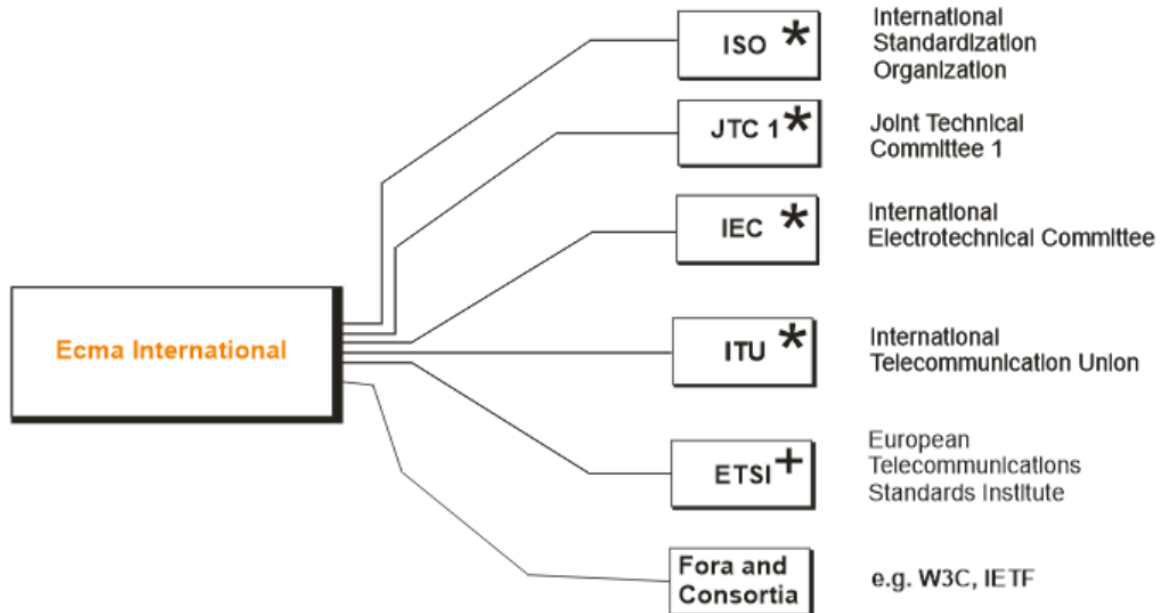 ISO *
International
Standardization
Organization
JTC 1 *
Joint Technical
Committee 1
IEC *
International
Electrotechnical Committee
Ecma International
ITU *
International
Telecommunication Union
ETSI +
European
Telecommunications
Standards Institute
Fora and
Consortia
e.g. W3C, IETF